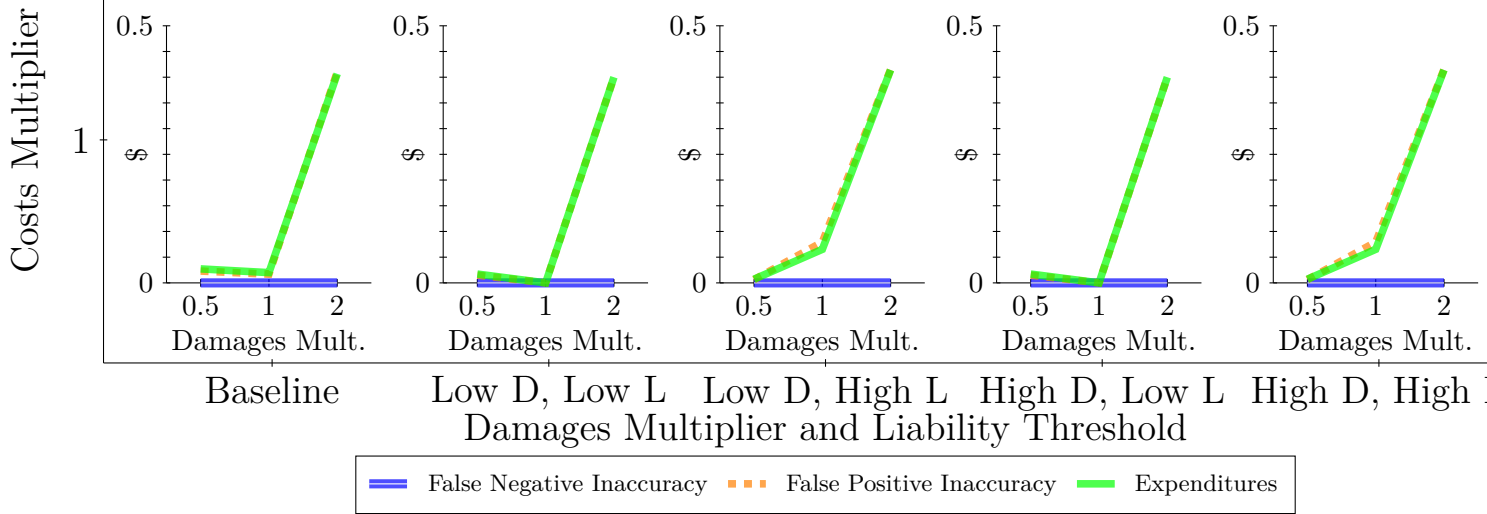 Costs Multiplier
1
0.5
$
0
0.5 1 2
Damages Mult.
0.5
$
0
0.5 1 2
Damages Mult.
0.5
$
0
0.5 1 2
Damages Mult.
0.5
$
0
0.5 1 2
Damages Mult.
0.5
$
0
0.5 1 2
Damages Mult.
Baseline Low D, Low L Low D, High L High D, Low L High D, High
Damages Multiplier and Liability Threshold
False Negative Inaccuracy False Positive Inaccuracy Expenditures